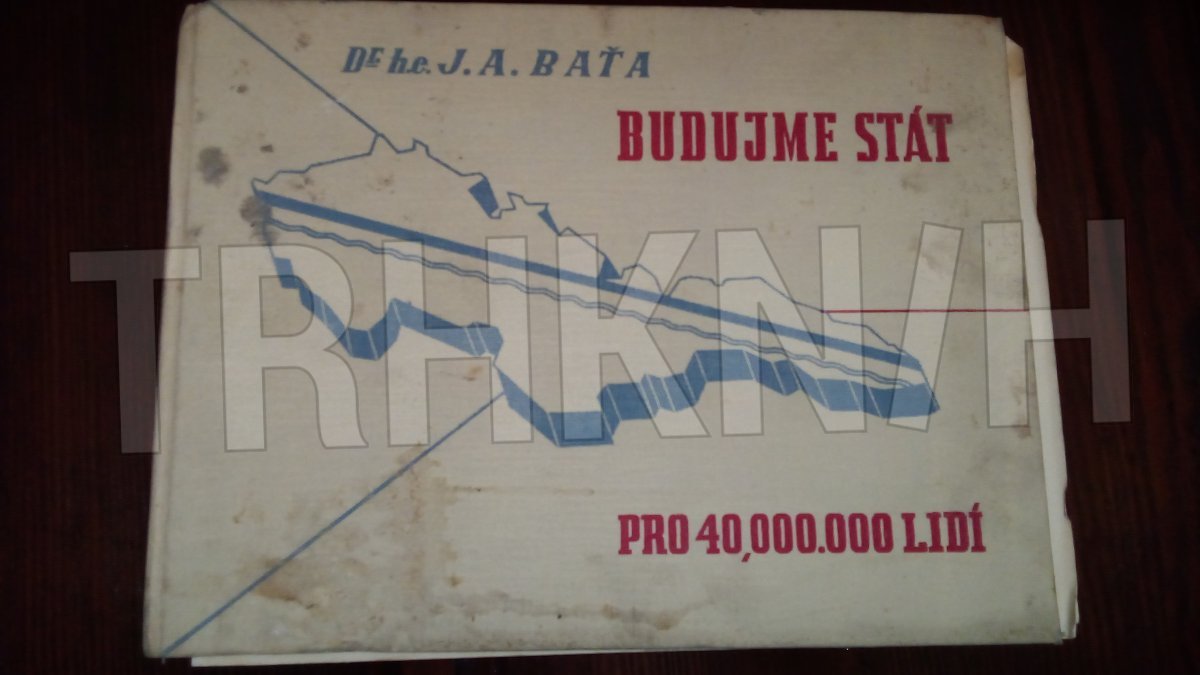 Dr h.c. J. A. BAŤA
BUDUJME STÁT
TRHKNIH
PRO 40,000.000 LIDÍ